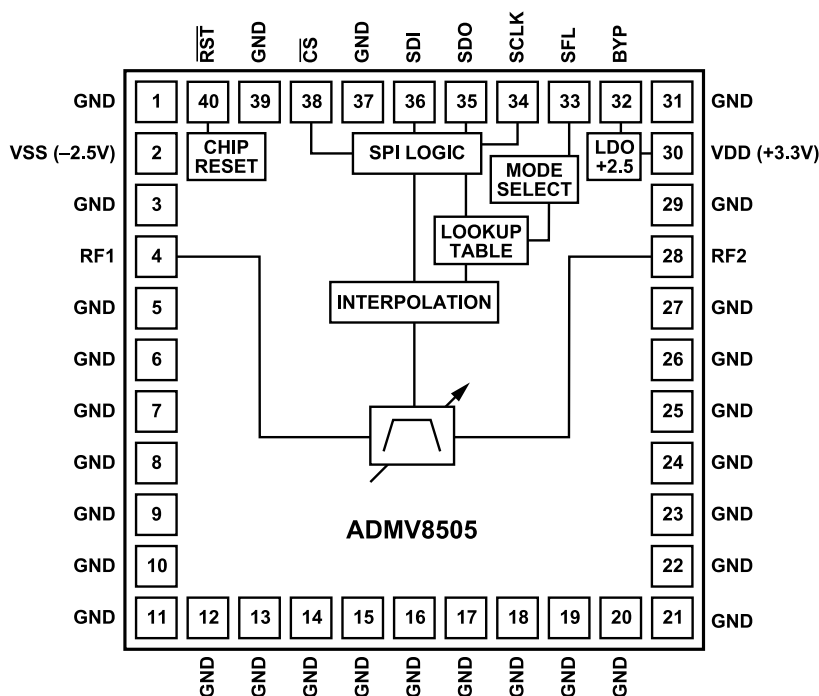 RST GND CS GND SDI SDO SCLK SFL BYP
GND 1 40 39 38 37 36 35 34 33 32 31 GND
VSS (–2.5V) 2 CHIP RESET SPI LOGIC LDO +2.5 30 VDD (+3.3V)
MODE SELECT
GND 3 29 GND
LOOKUP TABLE
RF1 4 28 RF2
GND 5 INTERPOLATION 27 GND
GND 6 26 GND
GND 7 25 GND
GND 8 24 GND
GND 9 23 GND
ADMV8505
GND 10 22 GND
GND 11 12 13 14 15 16 17 18 19 20 21 GND
GND GND GND GND GND GND GND GND GND